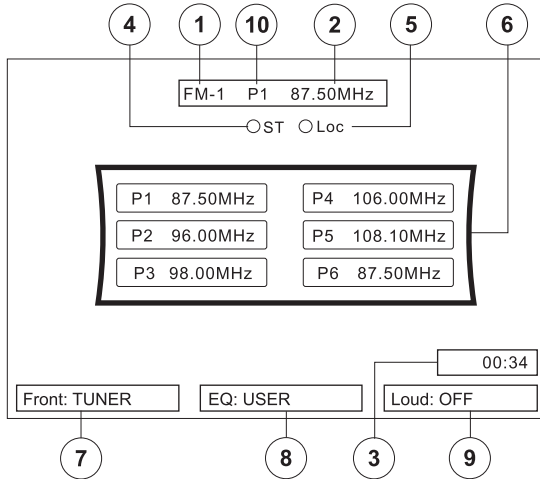 4 1 10 2 5 6
FM-1 P1 87.50MHz
ST Loc
P1 87.50MHz P4 106.00MHz
P2 96.00MHz P5 108.10MHz
P3 98.00MHz P6 87.50MHz
00:34
Front: TUNER EQ: USER Loud: OFF
7 8 3 9